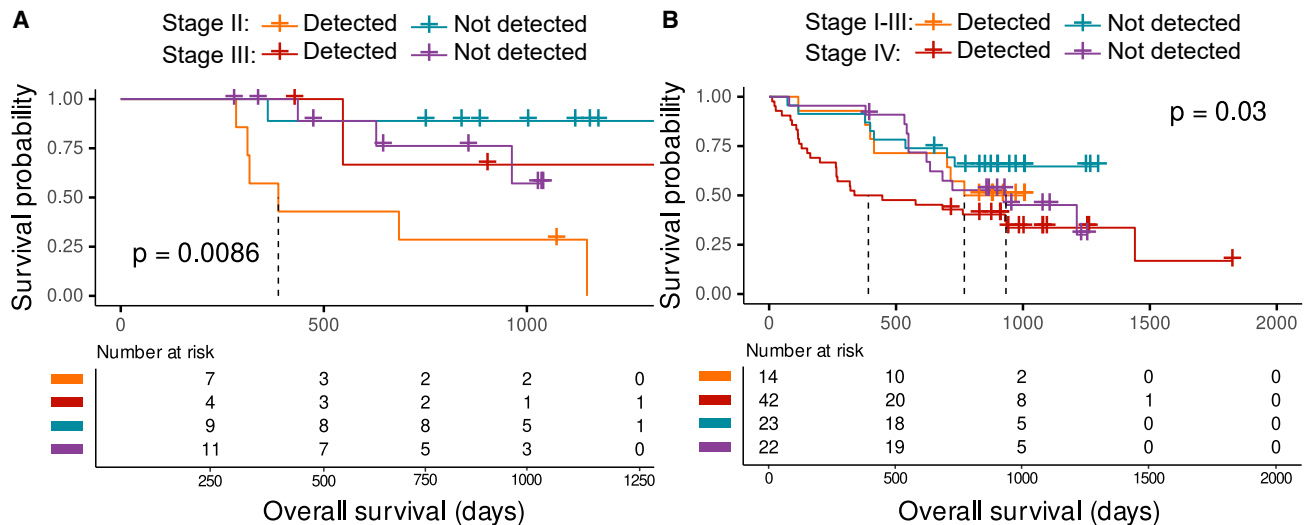 A
Stage II: Detected Not detected
Stage III: Detected Not detected
Survival probability
1.00
0.75
0.50
0.25
0.00
p = 0.0086
0 500 1000
Number at risk
7 3 2 2 0
4 3 2 1 1
9 8 8 5 1
11 7 5 3 0
250 500 750 1000 1250
Overall survival (days)
B
Stage I-III: Detected Not detected
Stage IV: Detected Not detected
Survival probability
1.00
0.75
0.50
0.25
0.00
p = 0.03
0 500 1000 1500 2000
Number at risk
14 10 2 0 0
42 20 8 1 0
23 18 5 0 0
22 19 5 0 0
0 500 1000 1500 2000
Overall survival (days)